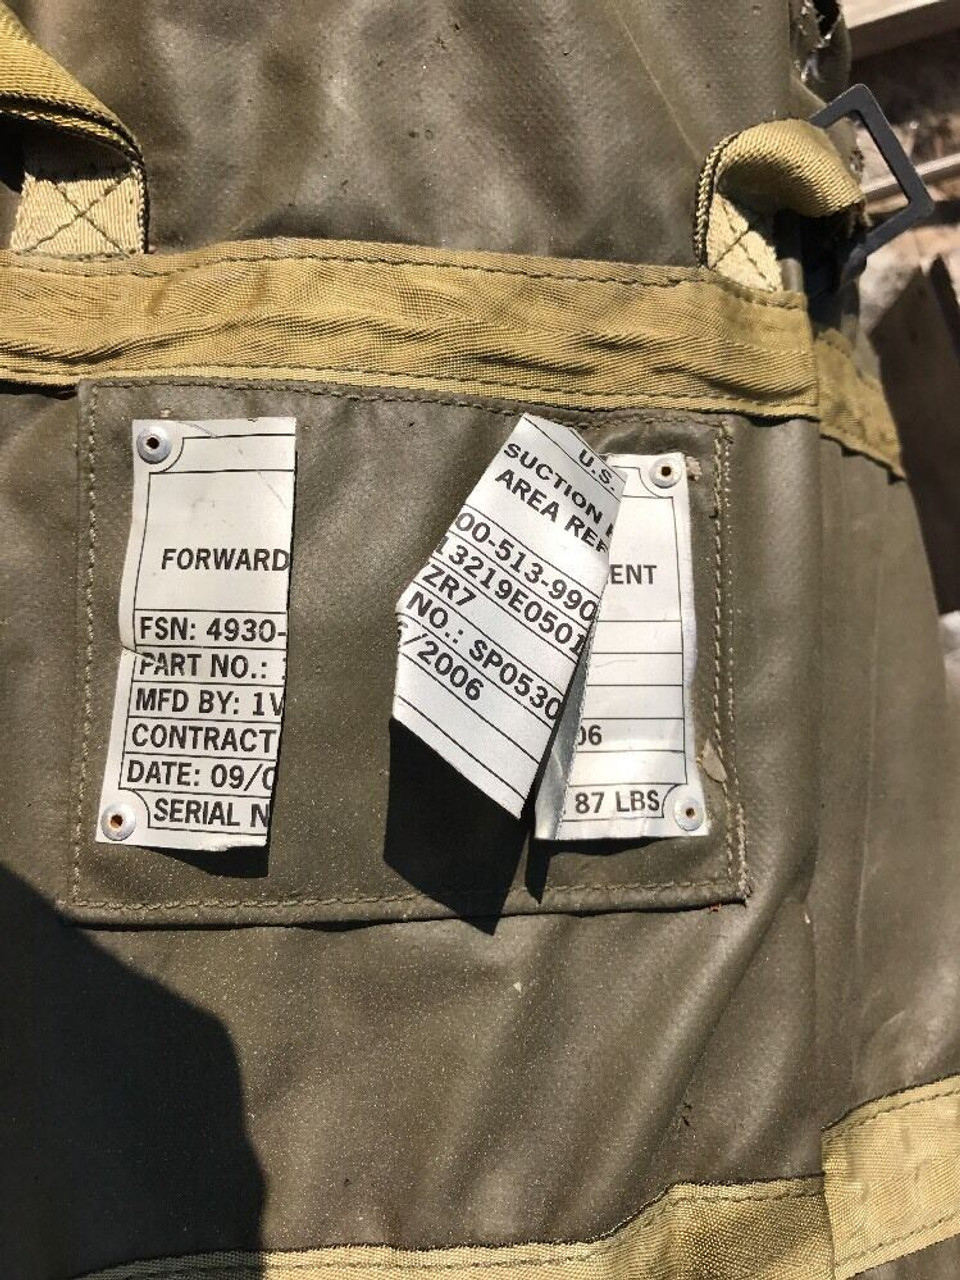 FORWARD
FSN: 4930-
PART NO.:
MFD BY: 1V
CONTRACT
DATE: 09/0
SERIAL N
U.S.
SUCTION
AREA REF
00-513-990
13219E0501
ZR7
NO.: SP0530
/2006
ENT
06
87 LBS